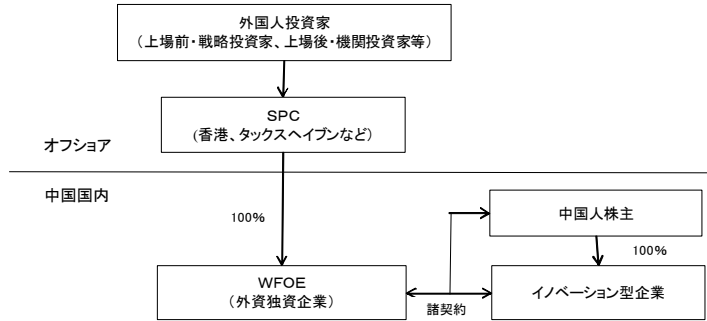 外国人投資家
（上場前・戦略投資家、上場後・機関投資家等）
SPC
(香港、タックスヘイブンなど）
オフショア
中国国内
100%
中国人株主
100%
WFOE
（外資独資企業）
諸契約
イノベーション型企業